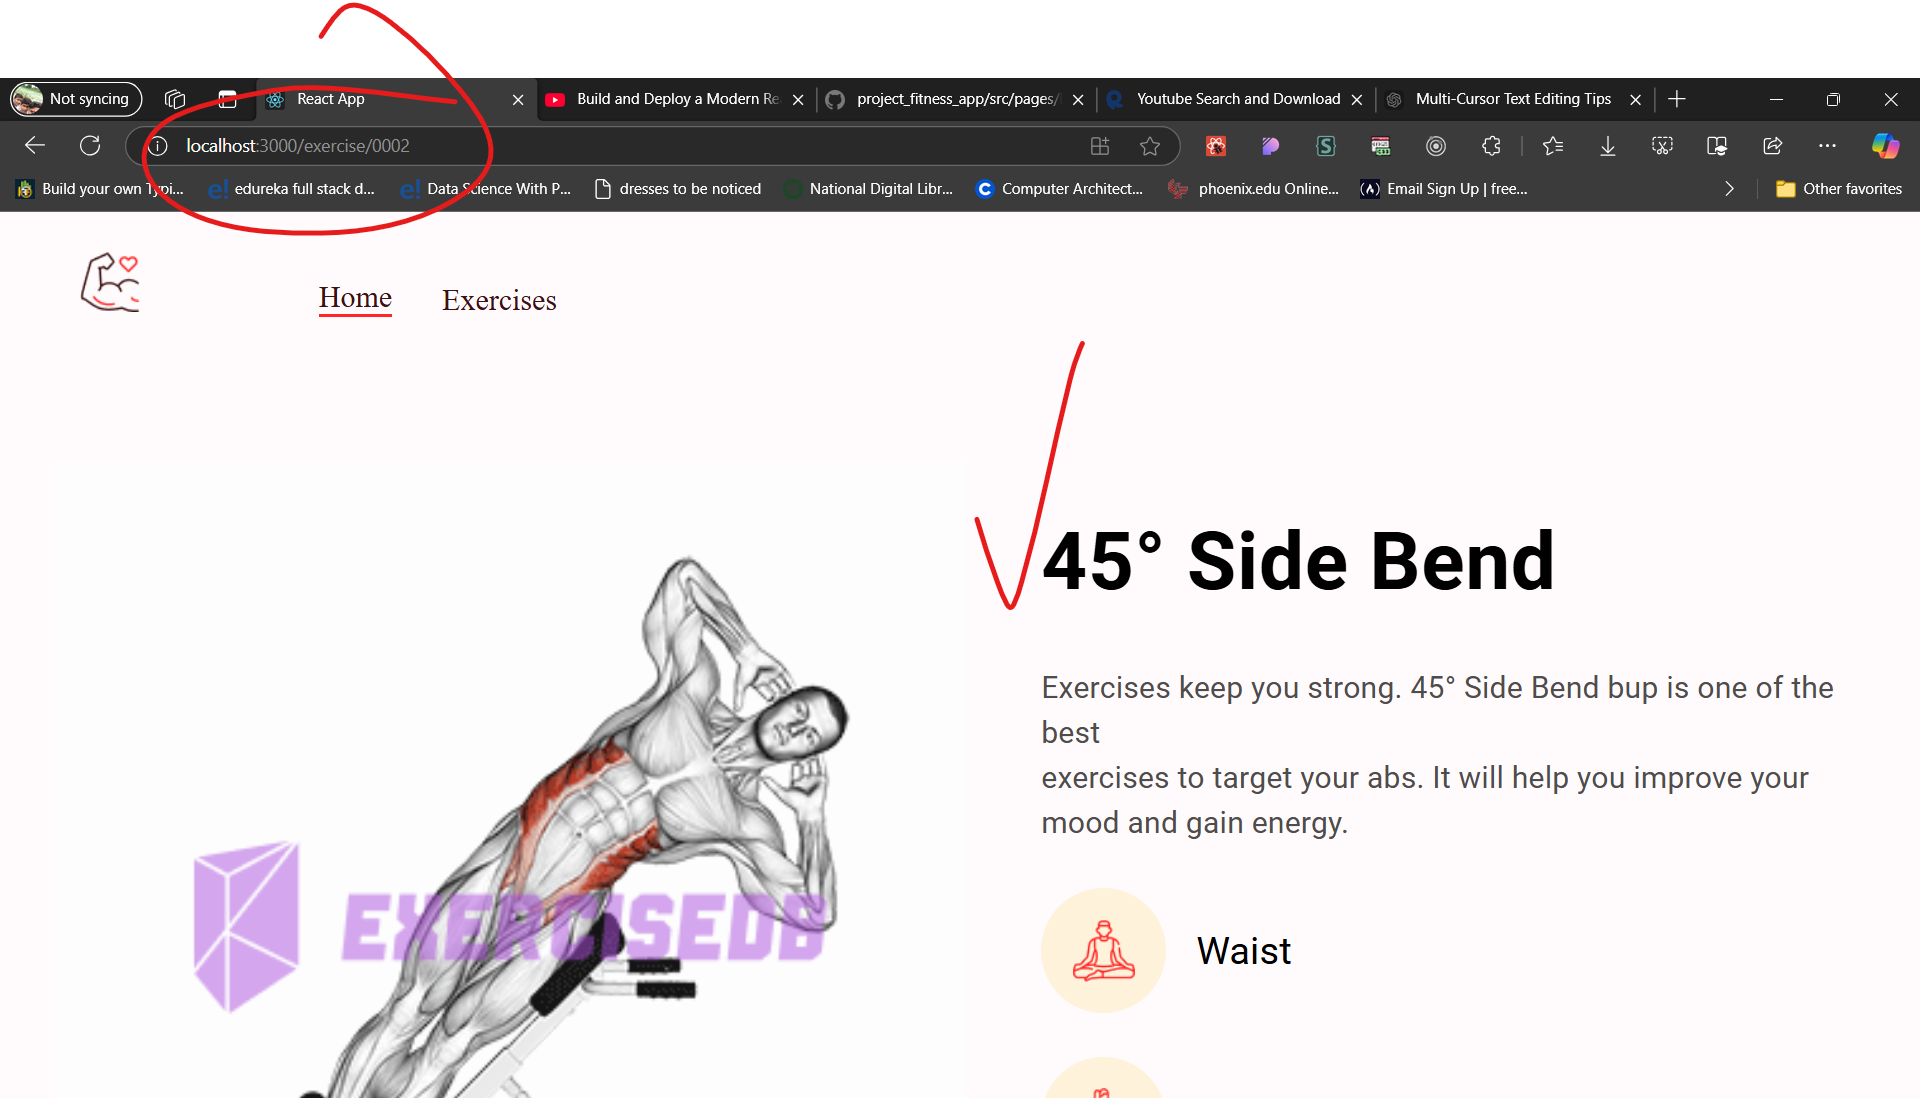 Not syncing
React App
Build and Deploy a Modern Re
project_fitness_app/src/pages/
Youtube Search and Download
Multi-Cursor Text Editing Tips
localhost:3000/exercise/0002
Build your own Typi...
edureka full stack d...
Data Science With P...
dresses to be noticed
National Digital Libr...
Computer Architect...
phoenix.edu Online...
Email Sign Up | free...
Other favorites
Home
Exercises
45° Side Bend
Exercises keep you strong. 45° Side Bend bup is one of the
best
exercises to target your abs. It will help you improve your
mood and gain energy.
EXERCISEDB
Waist